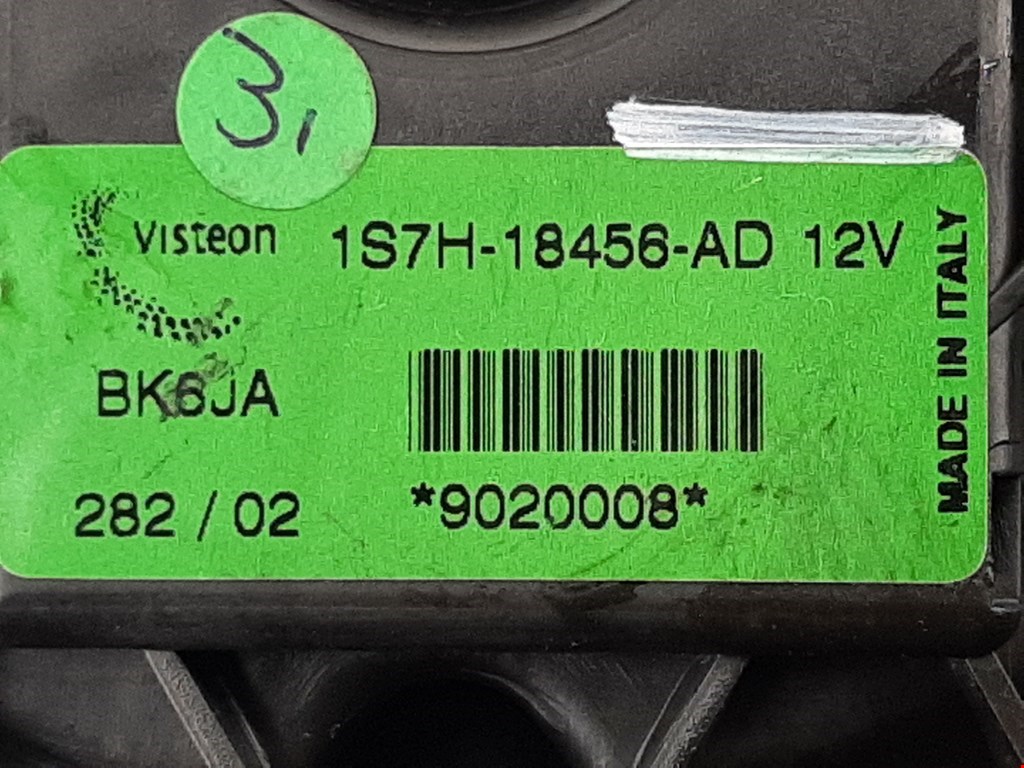 3,
Visteon 1S7H-18456-AD 12V
BK6JA
282 / 02 *9020008*
MADE IN ITALY